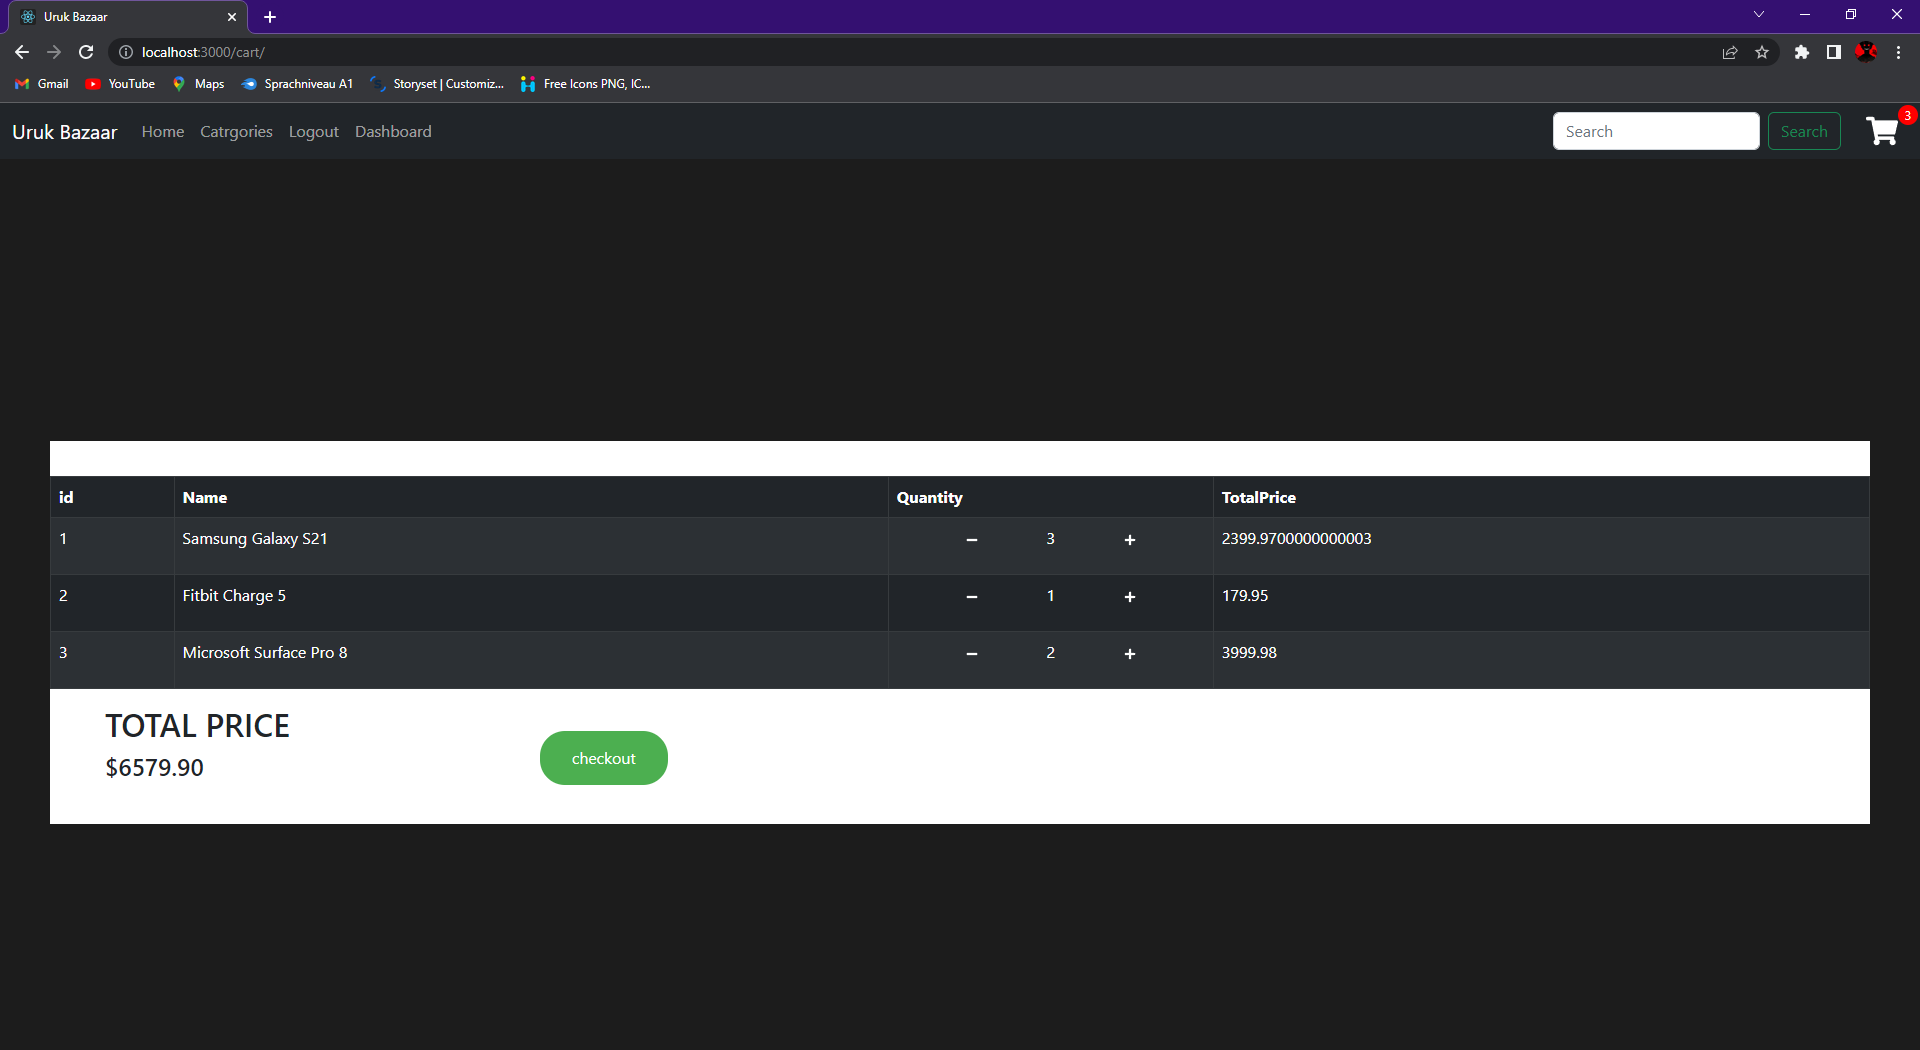 Uruk Bazaar
localhost:3000/cart/
Gmail YouTube Maps Sprachniveau A1 Storyset | Customiz... Free Icons PNG, IC...
Uruk Bazaar Home Catrgories Logout Dashboard Search Search 3
id Name Quantity TotalPrice
1 Samsung Galaxy S21 − 3 + 2399.9700000000003
2 Fitbit Charge 5 − 1 + 179.95
3 Microsoft Surface Pro 8 − 2 + 3999.98
TOTAL PRICE
$6579.90
checkout